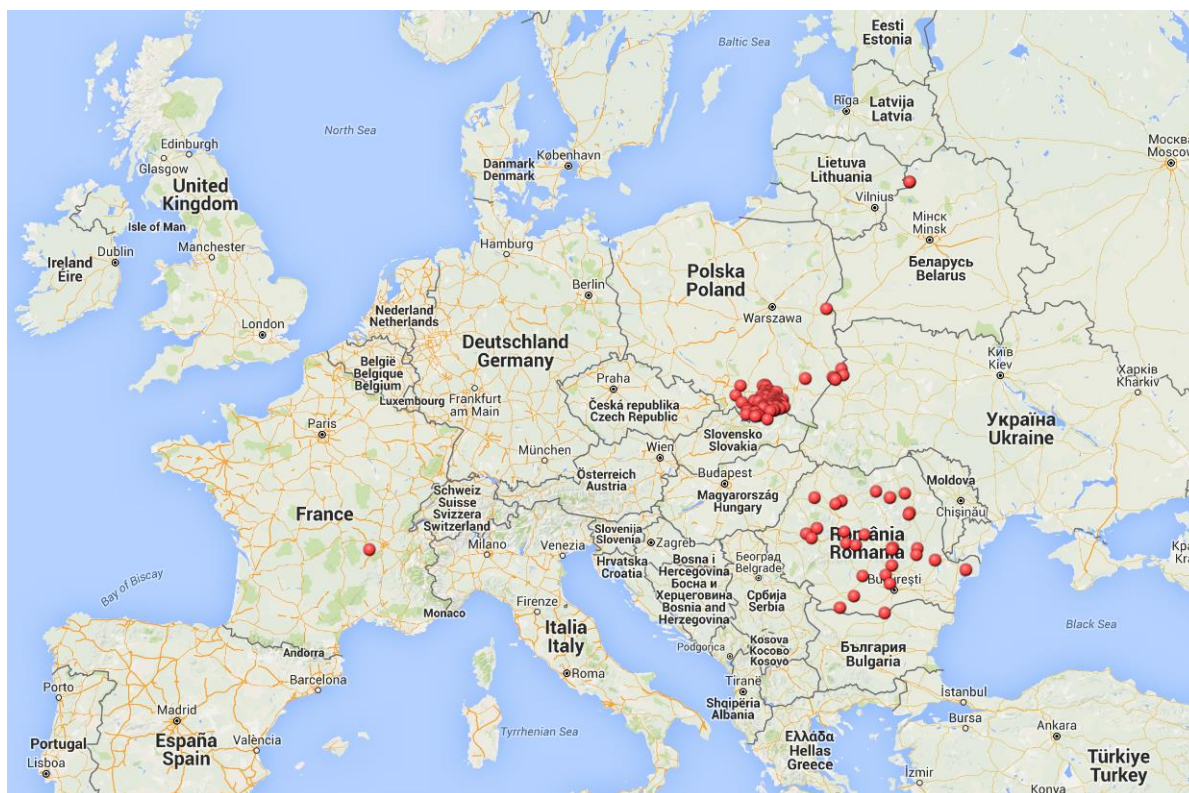 Eesti
Estonia
Baltic Sea
Rīga
Latvija
Latvia
Москва
Moscow
North Sea
Edinburgh
Glasgow
United
Kingdom
Isle of Man
Danmark
Denmark
København
Lietuva
Lithuania
Vilnius
Мінск
Minsk
Беларусь
Belarus
Manchester
Dublin
Ireland
Éire
Hamburg
Polska
Poland
Berlin
Warszawa
London
Nederland
Netherlands
Deutschland
Germany
België
Belgique
Belgium
Luxembourg
Frankfurt
am Main
Praha
Česká republika
Czech Republic
Київ
Kiev
Харків
Kharkiv
Україна
Ukraine
Paris
Slovensko
Slovakia
München
Wien
Österreich
Austria
Budapest
Magyarország
Hungary
Moldova
Chișinău
Schweiz
Suisse
Svizzera
Switzerland
France
Milano
Venezia
Slovenija
Slovenia
Zagreb
Hrvatska
Croatia
România
Romania
București
Bay of Biscay
Bosna i
Hercegovina
Босна и
Херцеговина
Bosnia and
Herzegovina
Београд
Belgrade
Србија
Serbia
Monaco
Firenze
Italia
Italy
Black Sea
Andorra
Kosova
Косово
Kosovo
Podgorica
България
Bulgaria
Porto
Barcelona
Roma
Tiranë
Shqipëria
Albania
İstanbul
Bursa
Ankara
Madrid
València
Tyrrhenian Sea
Portugal
España
Spain
Lisboa
Ελλάδα
Hellas
Greece
İzmir
Türkiye
Turkey
Konya